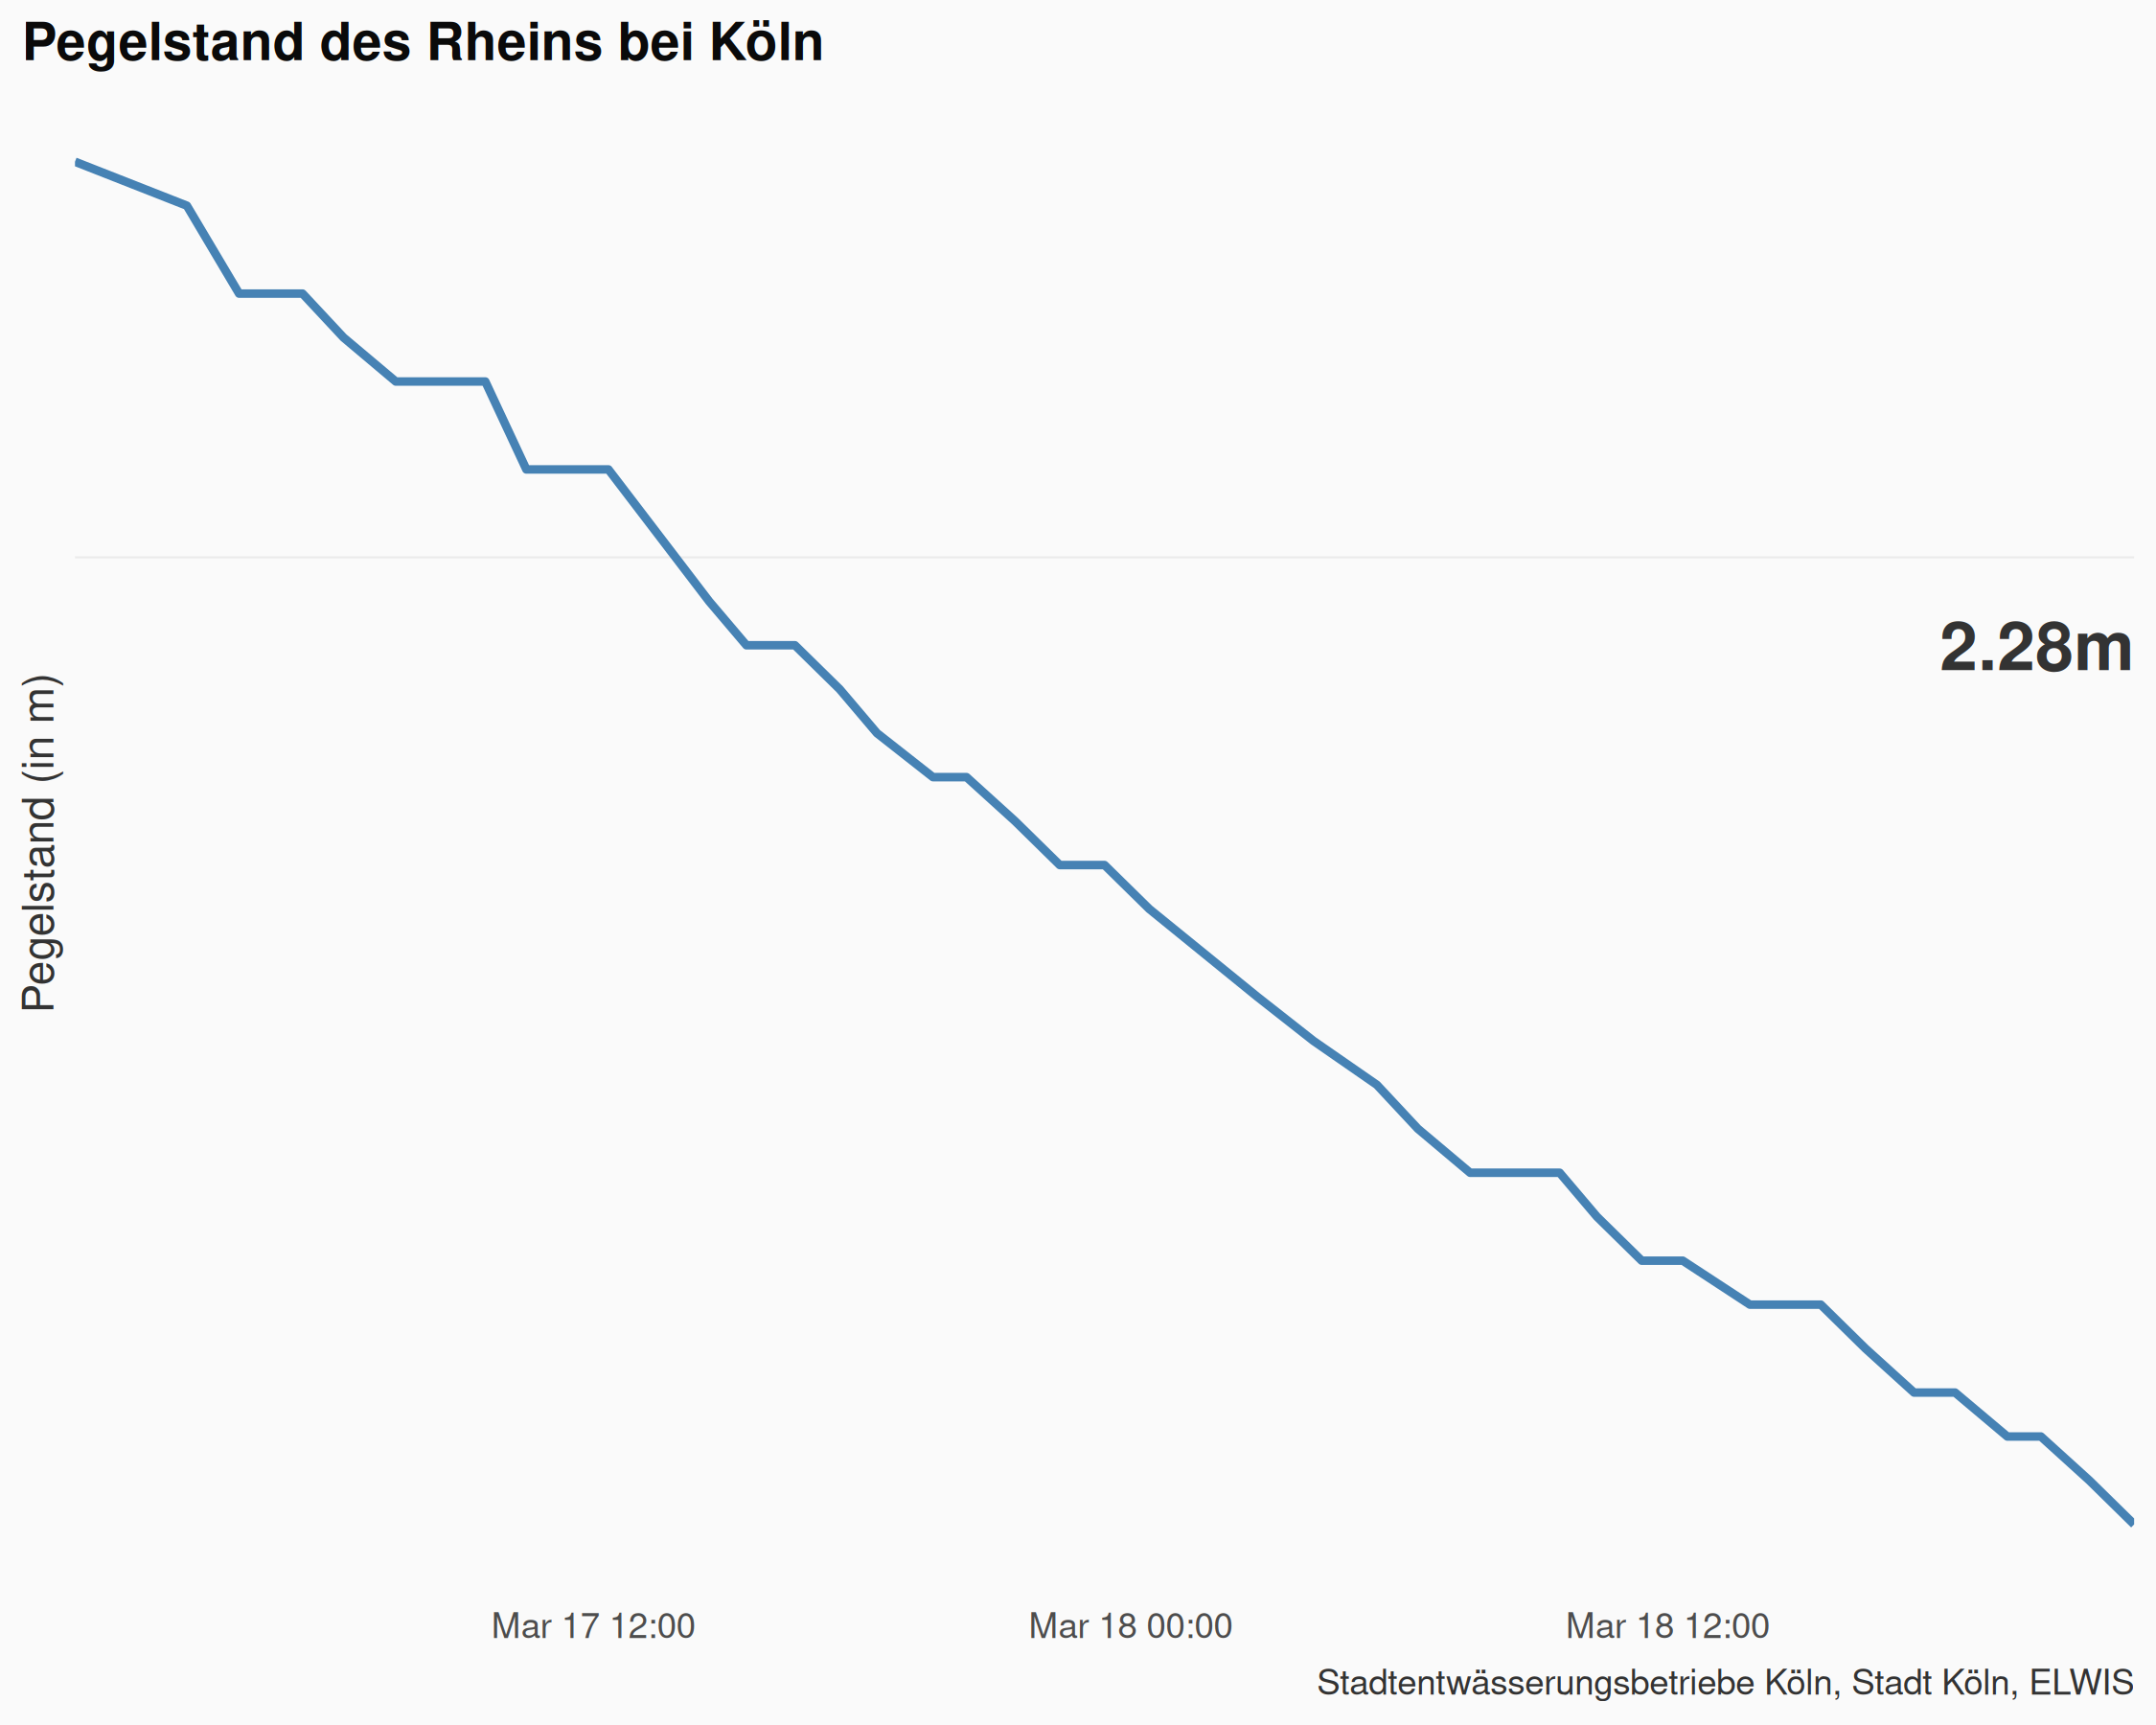 Pegelstand des Rheins bei Köln
Pegelstand (in m)
2.28m
Mar 17 12:00
Mar 18 00:00
Mar 18 12:00
Stadtentwässerungsbetriebe Köln, Stadt Köln, ELWIS